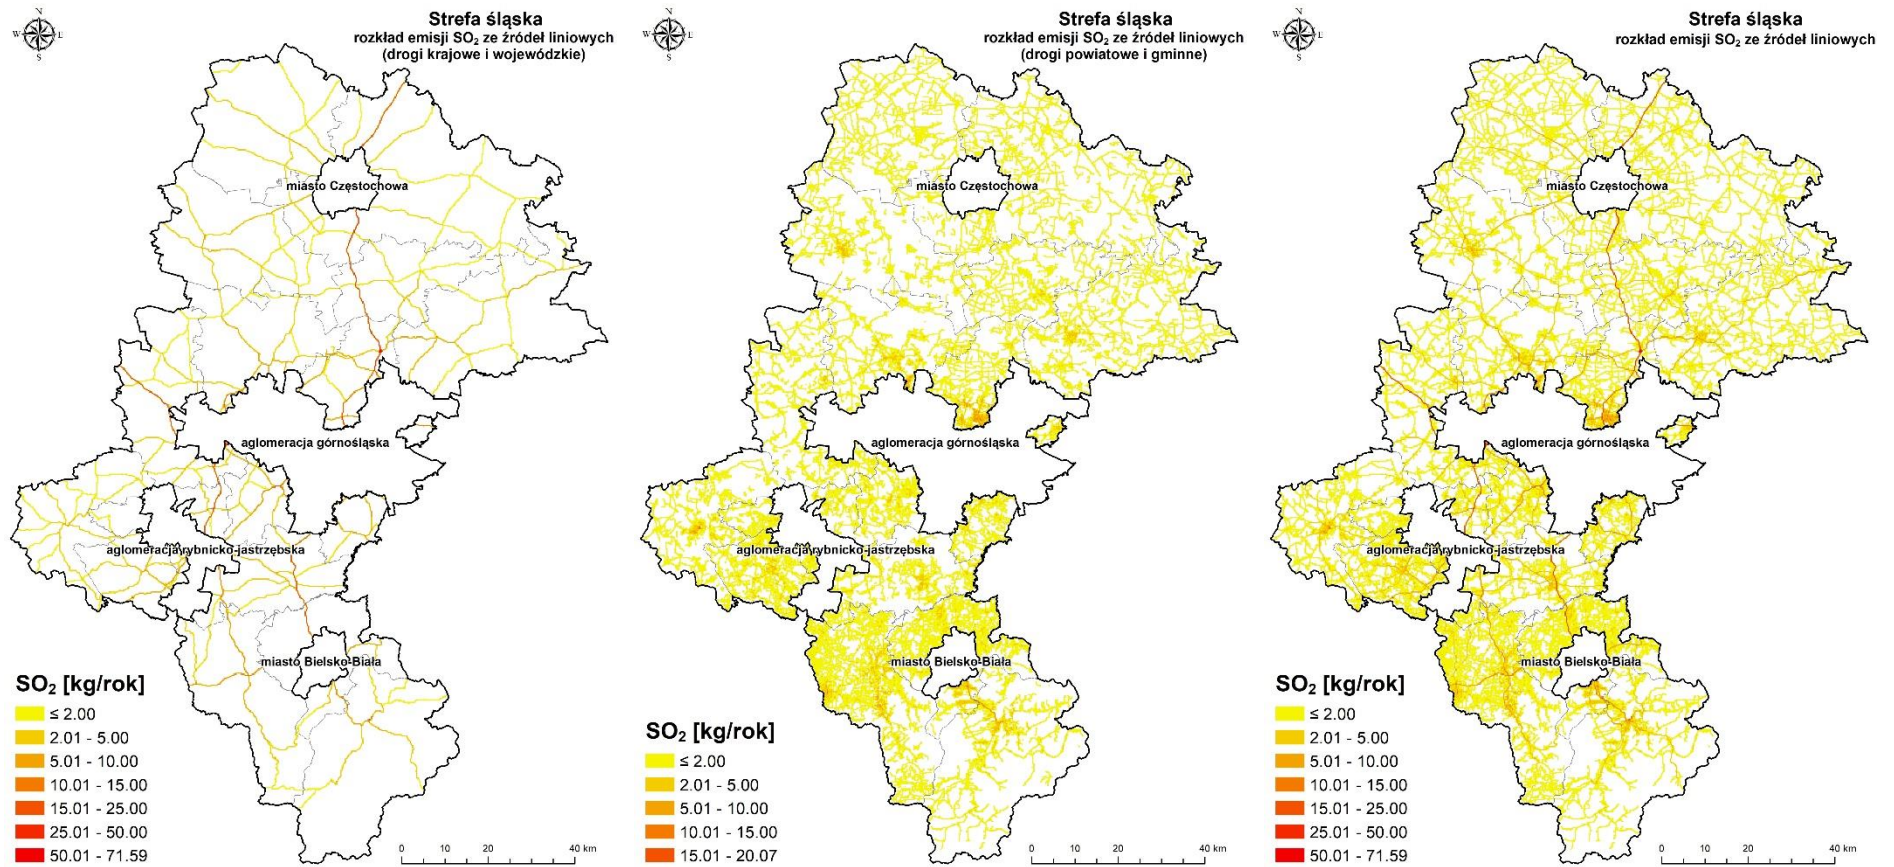 N
W E
S
Strefa śląska
rozkład emisji SO₂ ze źródeł liniowych
(drogi krajowe i wojewódzkie)
miasto Częstochowa
aglomeracja górnośląska
aglomeracja rybnicko-jastrzębska
miasto Bielsko-Biała
SO₂ [kg/rok]
≤ 2.00
2.01 - 5.00
5.01 - 10.00
10.01 - 15.00
15.01 - 25.00
25.01 - 50.00
50.01 - 71.59
0 10 20 40 km
N
W E
S
Strefa śląska
rozkład emisji SO₂ ze źródeł liniowych
(drogi powiatowe i gminne)
miasto Częstochowa
aglomeracja górnośląska
aglomeracja rybnicko-jastrzębska
miasto Bielsko-Biała
SO₂ [kg/rok]
≤ 2.00
2.01 - 5.00
5.01 - 10.00
10.01 - 15.00
15.01 - 20.07
0 10 20 40 km
N
W E
S
Strefa śląska
rozkład emisji SO₂ ze źródeł liniowych
miasto Częstochowa
aglomeracja górnośląska
aglomeracja rybnicko-jastrzębska
miasto Bielsko-Biała
SO₂ [kg/rok]
≤ 2.00
2.01 - 5.00
5.01 - 10.00
10.01 - 15.00
15.01 - 25.00
25.01 - 50.00
50.01 - 71.59
0 10 20 40 km